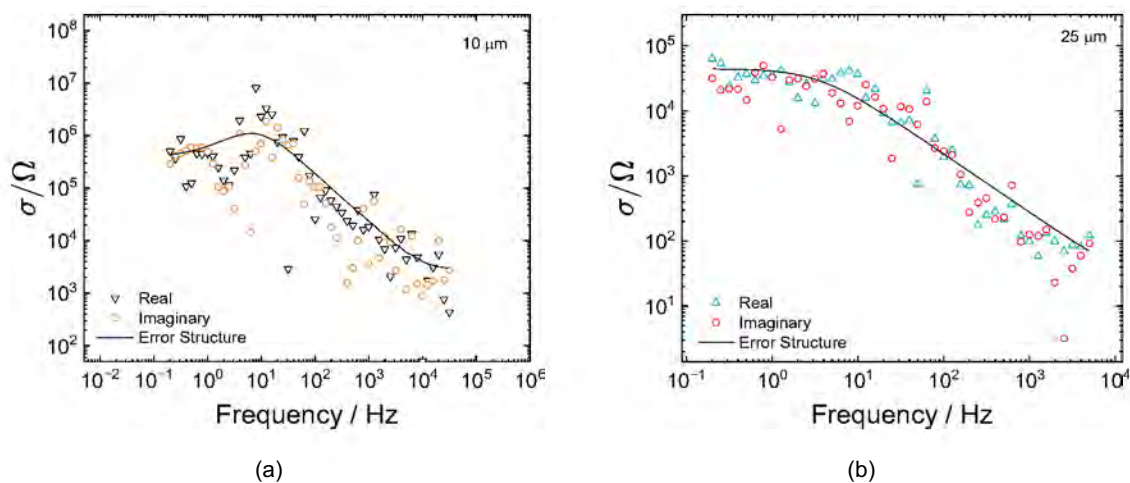 10 μm
σ/Ω
10⁸
10⁷
10⁶
10⁵
10⁴
10³
10²
Real
Imaginary
Error Structure
10⁻² 10⁻¹ 10⁰ 10¹ 10² 10³ 10⁴ 10⁵ 10⁶
Frequency / Hz
(a)
25 μm
σ/Ω
10⁵
10⁴
10³
10²
10¹
Real
Imaginary
Error Structure
10⁻¹ 10⁰ 10¹ 10² 10³ 10⁴
Frequency / Hz
(b)